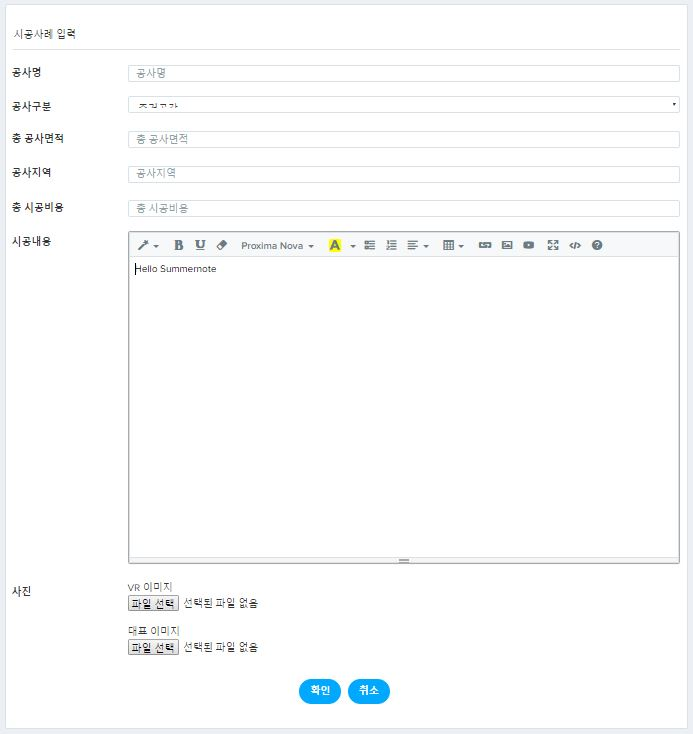 시공사례 입력
공사명 공사명
공사구분 주거공간
총 공사면적 총 공사면적
공사지역 공사지역
총 시공비용 총 시공비용
시공내용
B U Proxima Nova A
Hello Summernote
사진
VR 이미지
파일 선택 선택된 파일 없음
대표 이미지
파일 선택 선택된 파일 없음
확인 취소